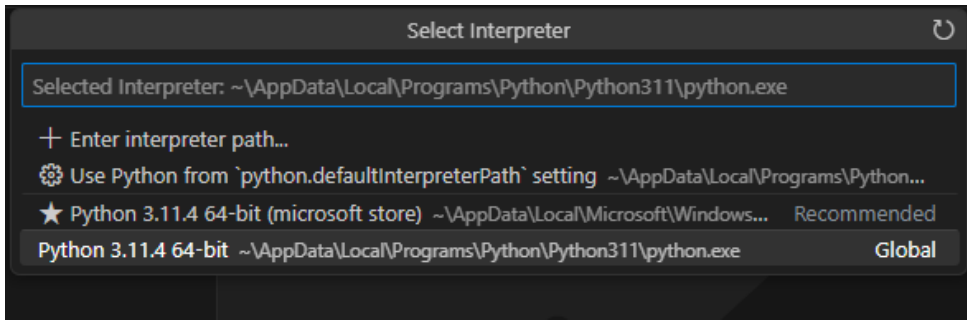 Select Interpreter
Selected Interpreter: ~\AppData\Local\Programs\Python\Python311\python.exe
Enter interpreter path...
Use Python from `python.defaultInterpreterPath` setting ~\AppData\Local\Programs\Python...
Python 3.11.4 64-bit (microsoft store) ~\AppData\Local\Microsoft\Windows... Recommended
Python 3.11.4 64-bit ~\AppData\Local\Programs\Python\Python311\python.exe Global